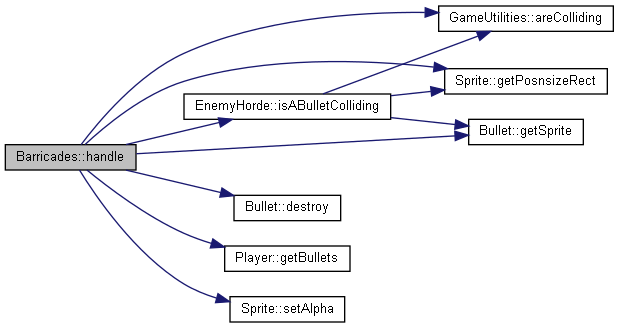 GameUtilities::areColliding
Sprite::getPosnsizeRect
EnemyHorde::isABulletColliding
Bullet::getSprite
Barricades::handle
Bullet::destroy
Player::getBullets
Sprite::setAlpha